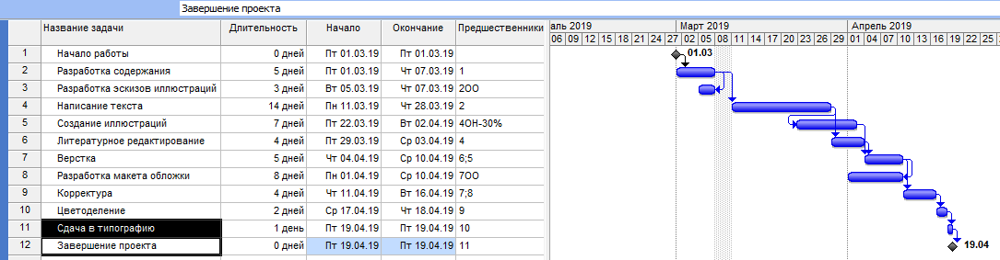 Завершение проекта
Название задачи Длительность Начало Окончание Предшественники
аль 2019 Март 2019 Апрель 2019
06 09 12 15 18 21 24 27 02 05 08 11 14 17 20 23 26 29 01 04 07 10 13 16 19 22 25
1 Начало работы 0 дней Пт 01.03.19 Пт 01.03.19 01.03
2 Разработка содержания 5 дней Пт 01.03.19 Чт 07.03.19 1
3 Разработка эскизов иллюстраций 3 дней Вт 05.03.19 Чт 07.03.19 2ОО
4 Написание текста 14 дней Пн 11.03.19 Чт 28.03.19 2
5 Создание иллюстраций 7 дней Пт 22.03.19 Вт 02.04.19 4ОН-30%
6 Литературное редактирование 4 дней Пт 29.03.19 Ср 03.04.19 4
7 Верстка 5 дней Чт 04.04.19 Ср 10.04.19 6;5
8 Разработка макета обложки 8 дней Пн 01.04.19 Ср 10.04.19 7ОО
9 Корректура 4 дней Чт 11.04.19 Вт 16.04.19 7;8
10 Цветоделение 2 дней Ср 17.04.19 Чт 18.04.19 9
11 Сдача в типографию 1 день Пт 19.04.19 Пт 19.04.19 10
12 Завершение проекта 0 дней Пт 19.04.19 Пт 19.04.19 11 19.04